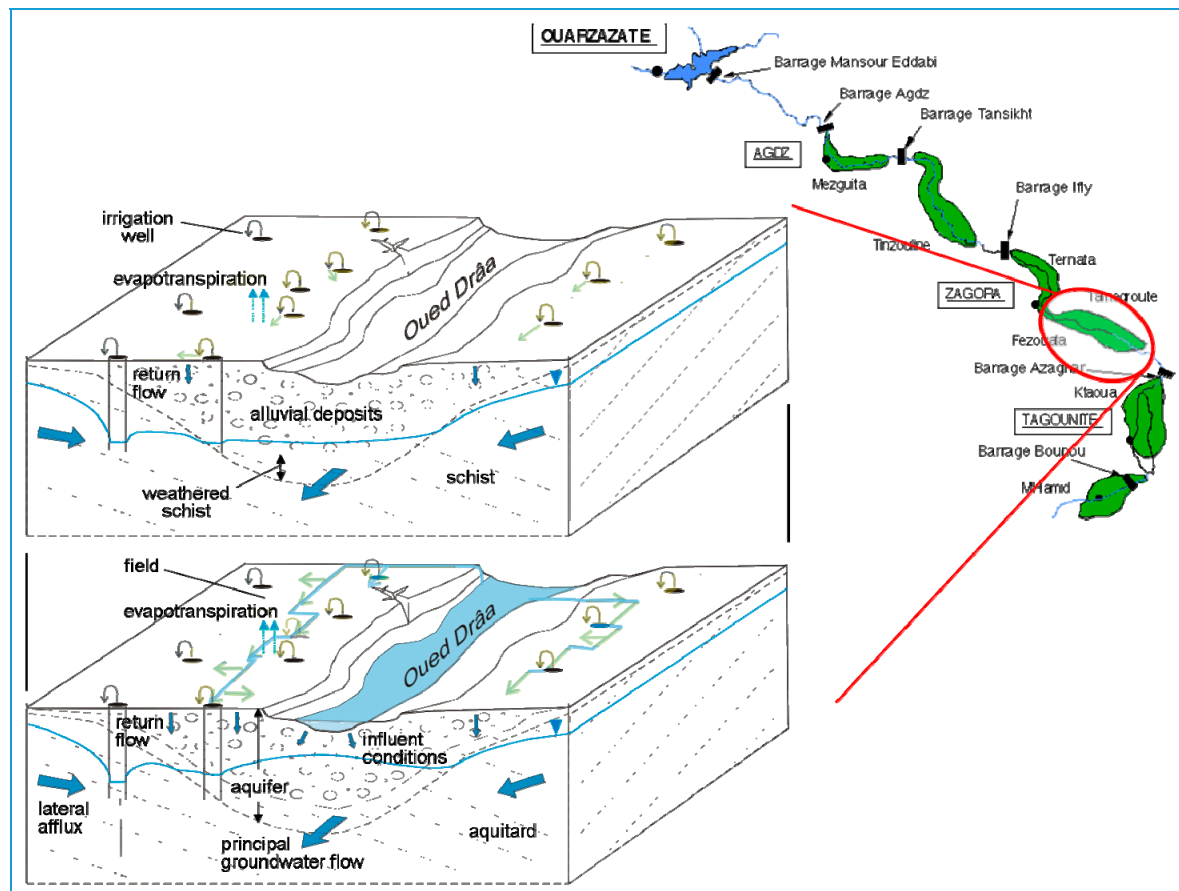 OUARZAZATE
Barrage Mansour Eddabi
Barrage Agdz
Barrage Tansikht
AGDZ
Mezguita
Barrage Ifly
Tinzouline
Ternata
ZAGORA
Tamegroute
Fezouata
Barrage Azaghar
Ktaoua
TAGOUNITE
Barrage Bounou
M'Hamid
irrigation
well
evapotranspiration
Oued Drâa
return
flow
alluvial deposits
weathered
schist
schist
field
evapotranspiration
Oued Drâa
return
flow
influent
conditions
aquifer
lateral
afflux
aquitard
principal
groundwater flow